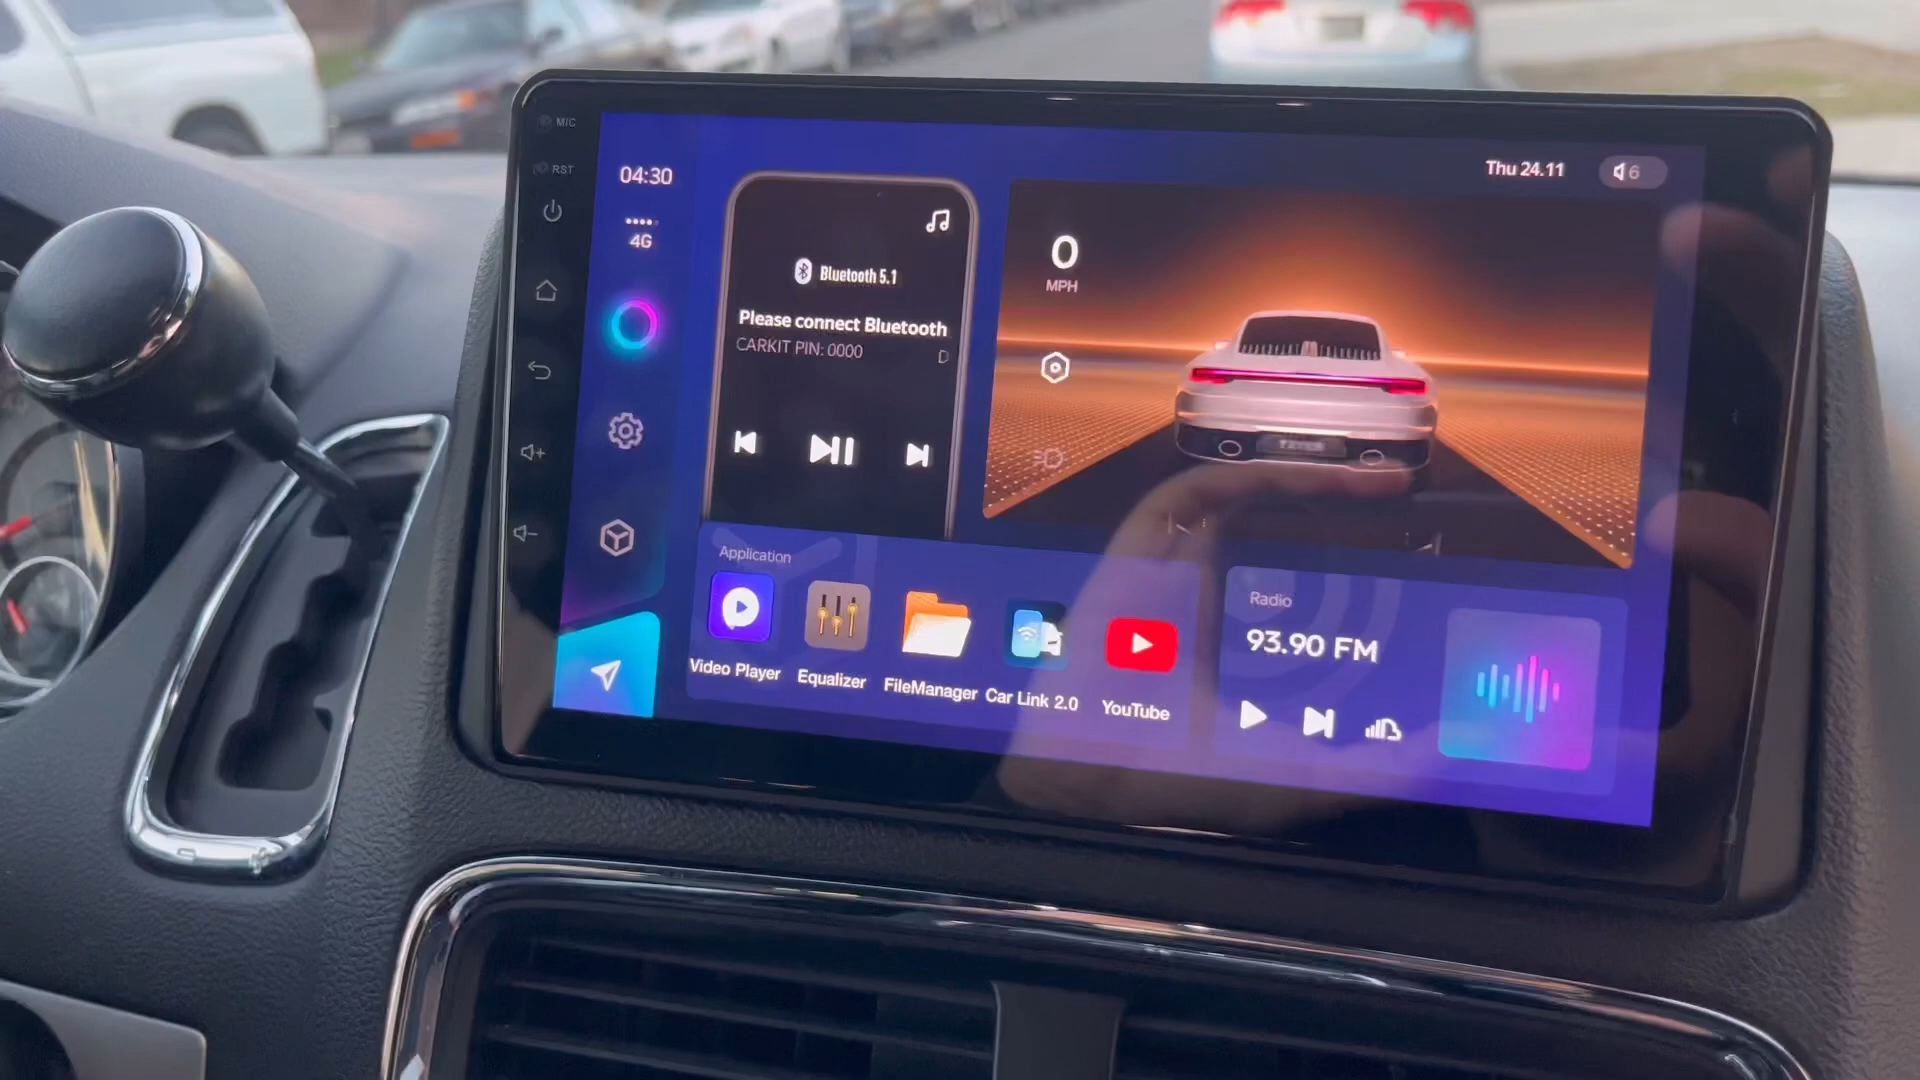 MIC
RST
04:30
4G
Thu 24.11
6
Bluetooth 5.1
Please connect Bluetooth
CARKIT PIN: 0000
D
0
MPH
Application
Video Player
Equalizer
FileManager
Car Link 2.0
YouTube
Radio
93.90 FM